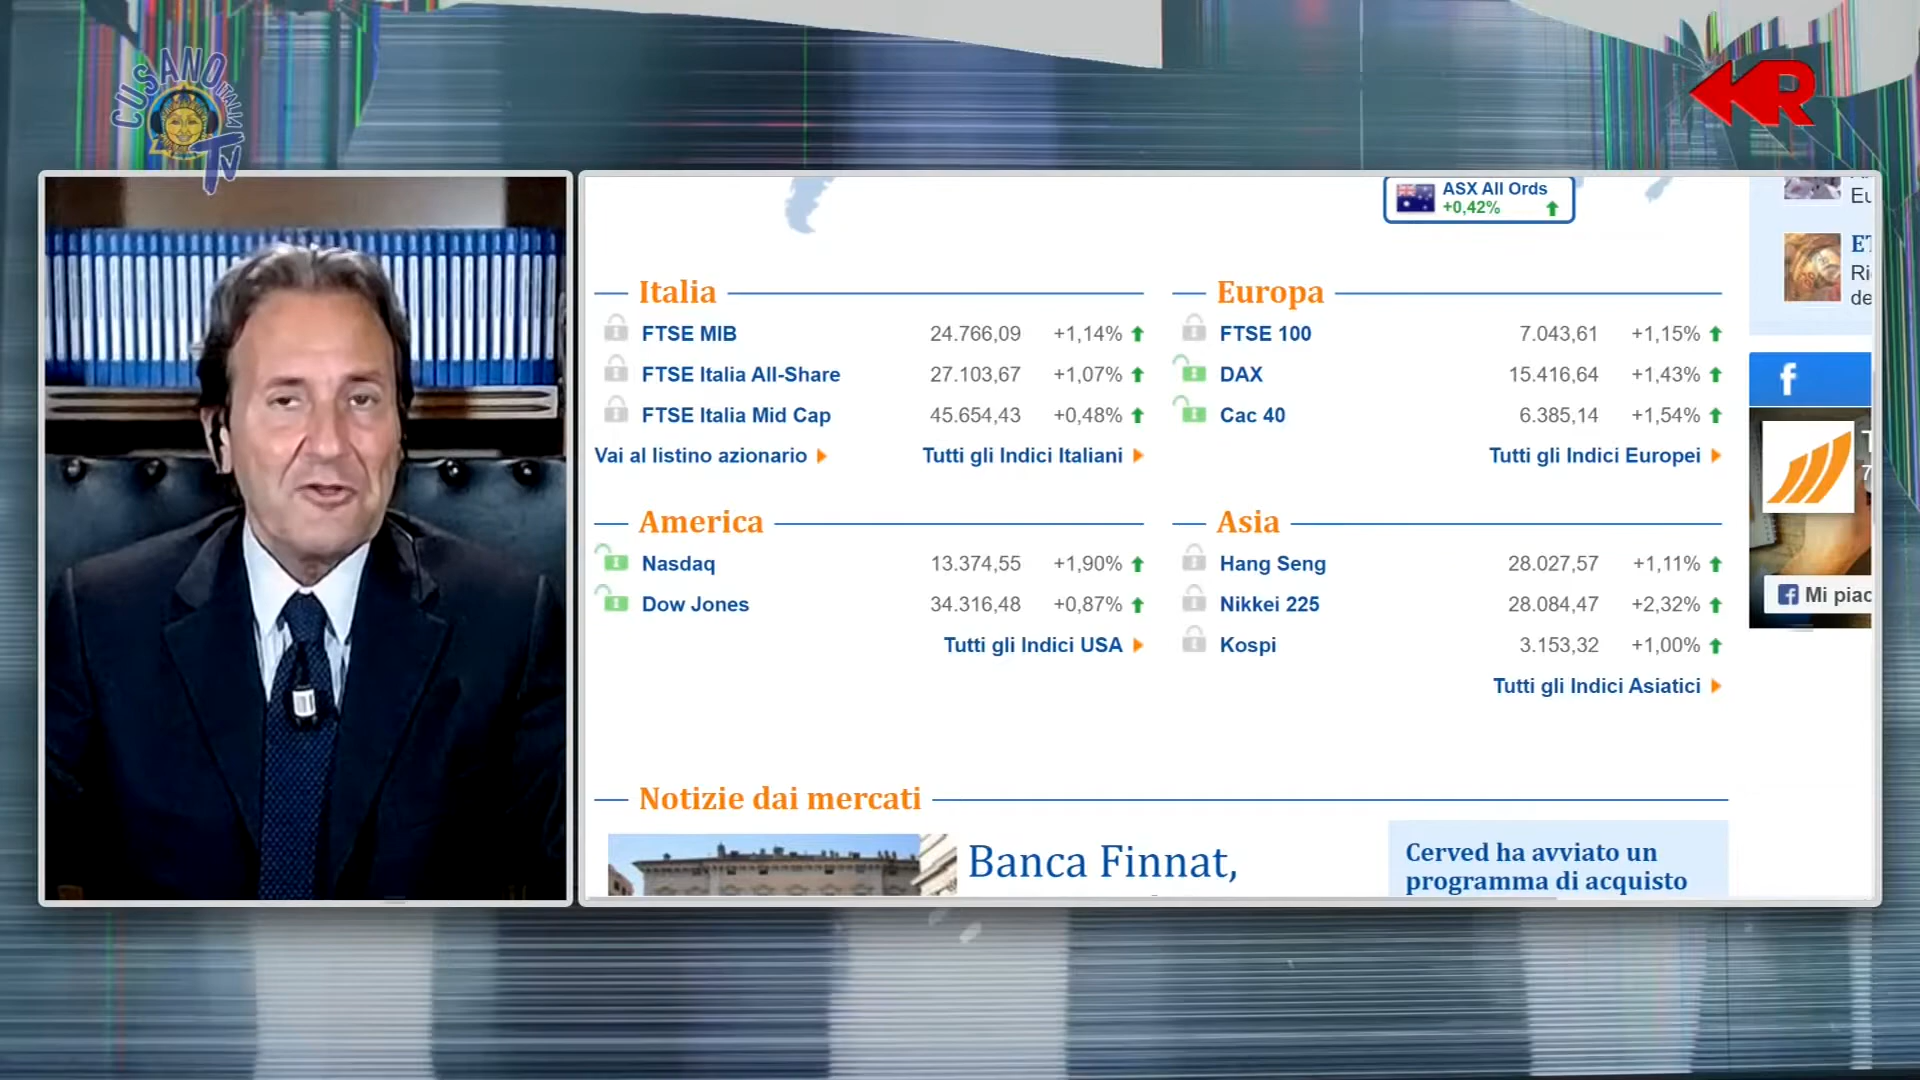 CUSANO ITALIA TV
R
ASX All Ords
+0,42%
Eu
ET
Ri
de
Italia
FTSE MIB 24.766,09 +1,14%
FTSE Italia All-Share 27.103,67 +1,07%
FTSE Italia Mid Cap 45.654,43 +0,48%
Vai al listino azionario Tutti gli Indici Italiani
Europa
FTSE 100 7.043,61 +1,15%
DAX 15.416,64 +1,43%
Cac 40 6.385,14 +1,54%
Tutti gli Indici Europei
America
Nasdaq 13.374,55 +1,90%
Dow Jones 34.316,48 +0,87%
Tutti gli Indici USA
Asia
Hang Seng 28.027,57 +1,11%
Nikkei 225 28.084,47 +2,32%
Kospi 3.153,32 +1,00%
Tutti gli Indici Asiatici
f
T
7
f Mi piac
Notizie dai mercati
Banca Finnat,
Cerved ha avviato un
programma di acquisto